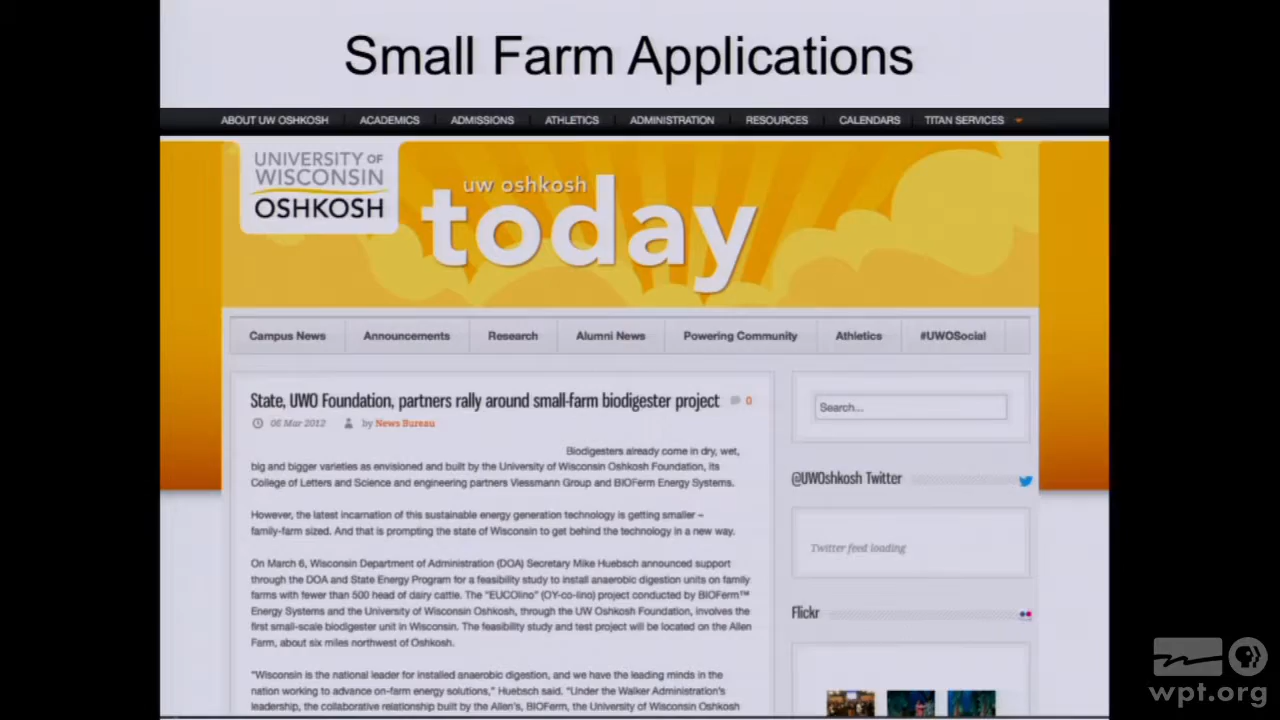 Small Farm Applications
ABOUT UW OSHKOSH ACADEMICS ADMISSIONS ATHLETICS ADMINISTRATION RESOURCES CALENDARS TITAN SERVICES
UNIVERSITY OF
WISCONSIN
OSHKOSH
uw oshkosh
today
Campus News Announcements Research Alumni News Powering Community Athletics #UWOSocial
State, UWO Foundation, partners rally around small-farm biodigester project 0
06 Mar 2012 by News Bureau
Biodigesters already come in dry, wet,
big and bigger varieties as envisioned and built by the University of Wisconsin Oshkosh Foundation, its
College of Letters and Science and engineering partners Viessmann Group and BIOFerm Energy Systems.
However, the latest incarnation of this sustainable energy generation technology is getting smaller –
family-farm sized. And that is prompting the state of Wisconsin to get behind the technology in a new way.
On March 6, Wisconsin Department of Administration (DOA) Secretary Mike Huebsch announced support
through the DOA and State Energy Program for a feasibility study to install anaerobic digestion units on family
farms with fewer than 500 head of dairy cattle. The "EUCOlino" (OY-co-lino) project conducted by BIOFerm™
Energy Systems and the University of Wisconsin Oshkosh, through the UW Oshkosh Foundation, involves the
first small-scale biodigester unit in Wisconsin. The feasibility study and test project will be located on the Allen
Farm, about six miles northwest of Oshkosh.
"Wisconsin is the national leader for installed anaerobic digestion, and we have the leading minds in the
nation working to advance on-farm energy solutions," Huebsch said. "Under the Walker Administration's
leadership, the collaborative relationship built by the Allen's, BIOFerm, the University of Wisconsin Oshkosh
Search...
@UWOshkosh Twitter
Twitter feed loading
Flickr
wpt.org